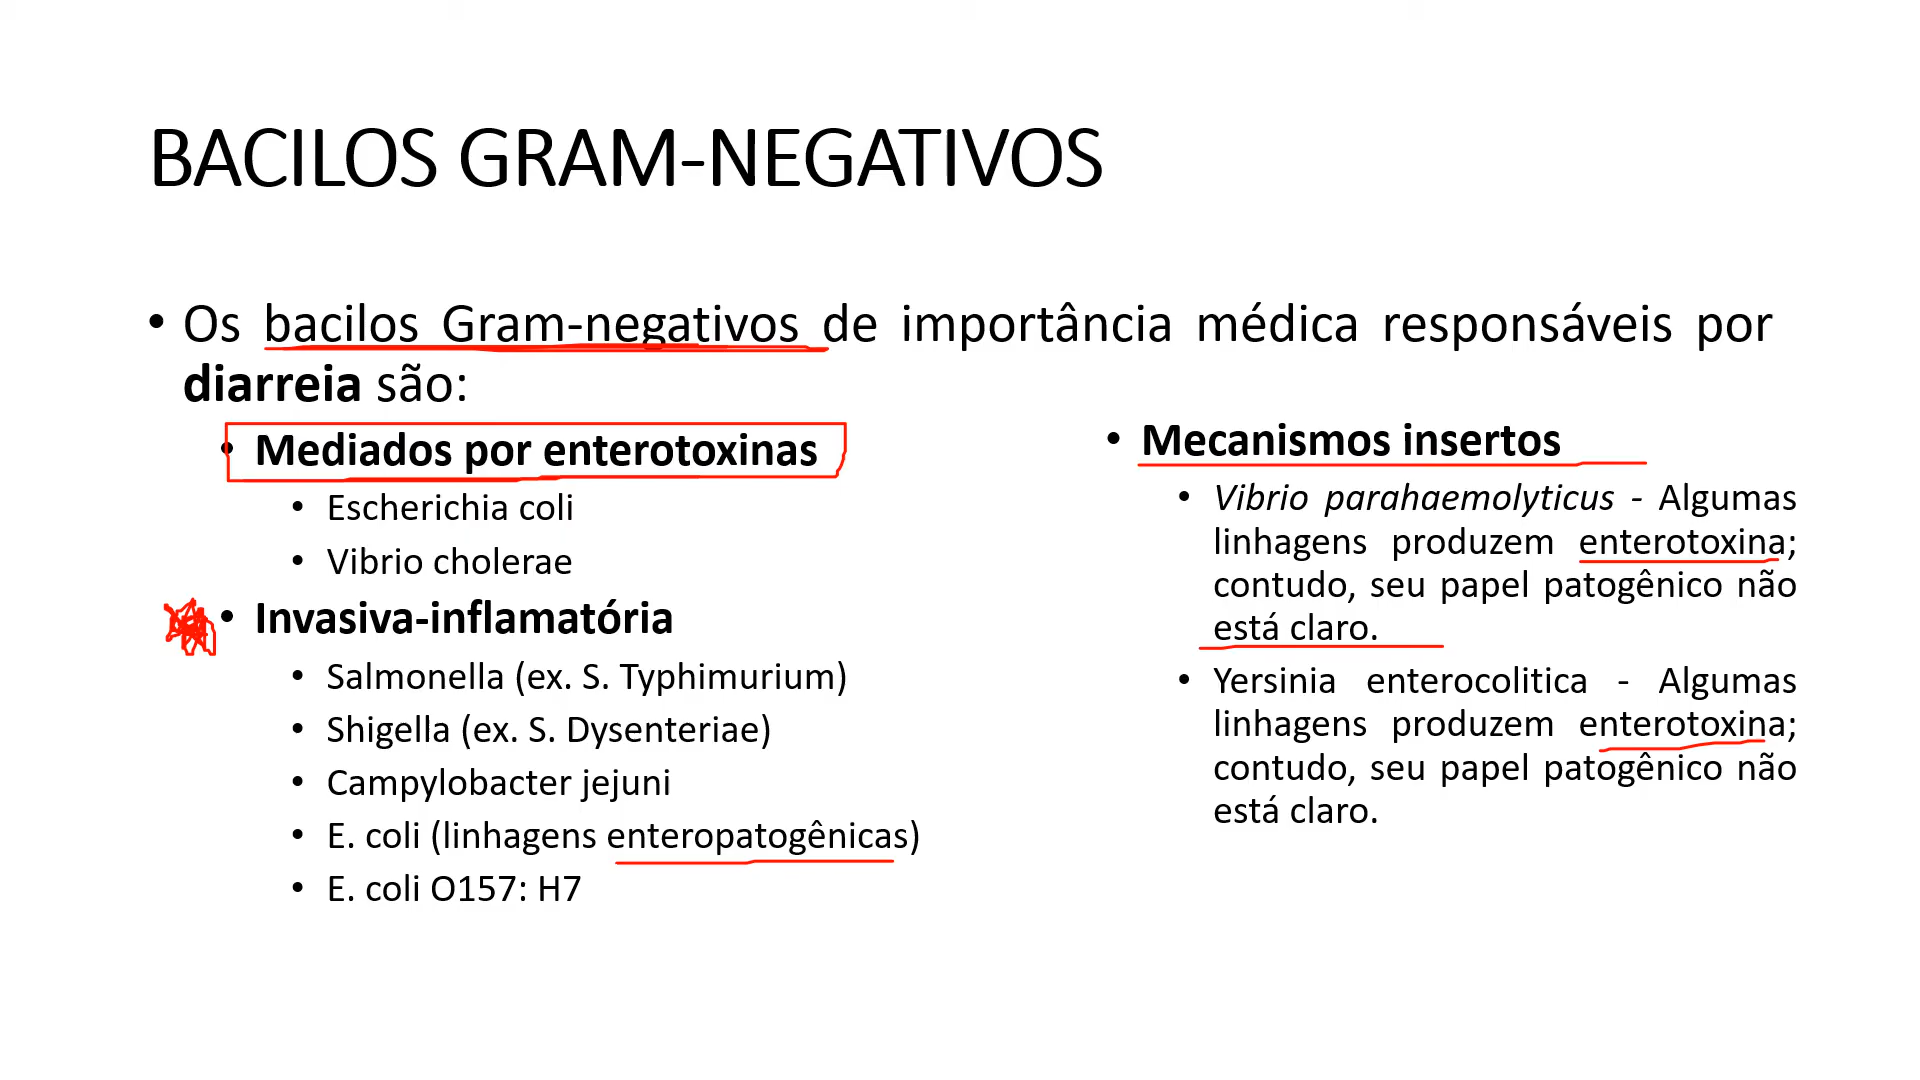 BACILOS GRAM-NEGATIVOS
• Os bacilos Gram-negativos de importância médica responsáveis por
diarreia são:
• Mediados por enterotoxinas
• Escherichia coli
• Vibrio cholerae
• Invasiva-inflamatória
• Salmonella (ex. S. Typhimurium)
• Shigella (ex. S. Dysenteriae)
• Campylobacter jejuni
• E. coli (linhagens enteropatogênicas)
• E. coli O157: H7
• Mecanismos insertos
• Vibrio parahaemolyticus - Algumas
linhagens produzem enterotoxina;
contudo, seu papel patogênico não
está claro.
• Yersinia enterocolitica - Algumas
linhagens produzem enterotoxina;
contudo, seu papel patogênico não
está claro.